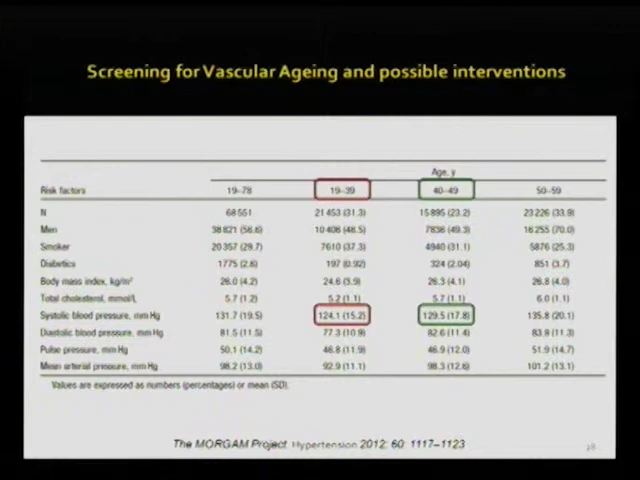 Screening for Vascular Ageing and possible interventions
Age, y
Risk factors 19–78 19–39 40–49 50–59
N 68 551 21 453 (31.3) 15 895 (23.2) 23 226 (33.9)
Men 38 821 (56.6) 10 406 (48.5) 7836 (49.3) 16 255 (70.0)
Smoker 20 357 (29.7) 7610 (37.3) 4940 (31.1) 5876 (25.3)
Diabetics 1775 (2.6) 197 (0.92) 324 (2.04) 851 (3.7)
Body mass index, kg/m² 26.0 (4.2) 24.6 (3.9) 26.3 (4.1) 26.8 (4.0)
Total cholesterol, mmol/L 5.7 (1.2) 5.2 (1.1) 5.7 (1.1) 6.0 (1.1)
Systolic blood pressure, mm Hg 131.7 (19.5) 124.1 (15.2) 129.5 (17.8) 135.8 (20.1)
Diastolic blood pressure, mm Hg 81.5 (11.5) 77.3 (10.9) 82.6 (11.4) 83.9 (11.3)
Pulse pressure, mm Hg 50.1 (14.2) 46.8 (11.9) 46.9 (12.0) 51.9 (14.7)
Mean arterial pressure, mm Hg 98.2 (13.0) 92.9 (11.1) 98.3 (12.6) 101.2 (13.1)
Values are expressed as numbers (percentages) or mean (SD).
The MORGAM Project. Hypertension 2012; 60: 1117–1123